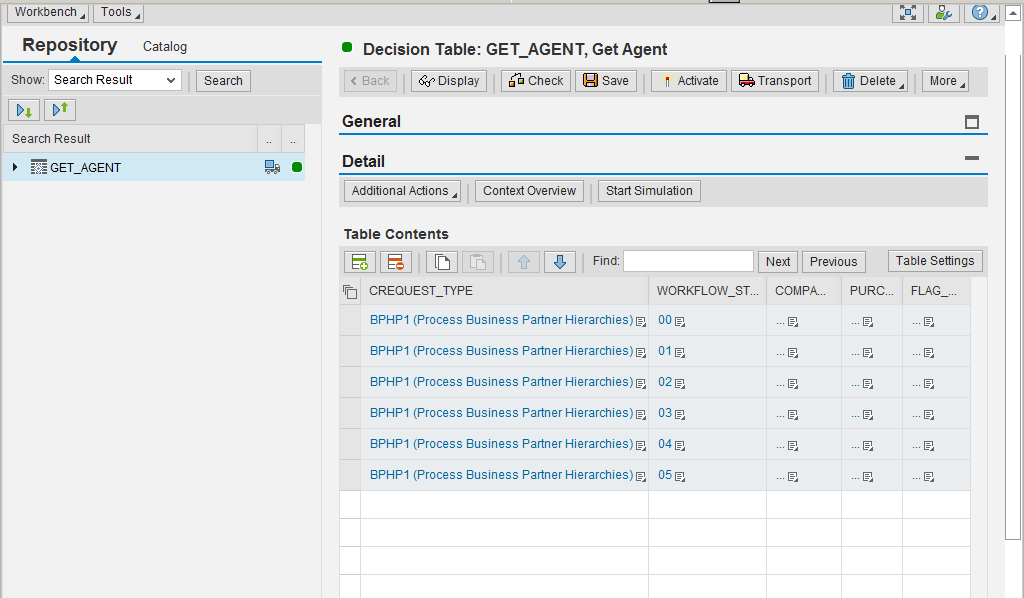 Workbench Tools
Repository Catalog
Show: Search Result Search
Search Result .. ..
GET_AGENT
Decision Table: GET_AGENT, Get Agent
< Back Display Check Save Activate Transport Delete More
General
Detail
Additional Actions Context Overview Start Simulation
Table Contents
Find: Next Previous Table Settings
CREQUEST_TYPE WORKFLOW_ST... COMPA... PURC... FLAG_...
BPHP1 (Process Business Partner Hierarchies) 00 ... ... ...
BPHP1 (Process Business Partner Hierarchies) 01 ... ... ...
BPHP1 (Process Business Partner Hierarchies) 02 ... ... ...
BPHP1 (Process Business Partner Hierarchies) 03 ... ... ...
BPHP1 (Process Business Partner Hierarchies) 04 ... ... ...
BPHP1 (Process Business Partner Hierarchies) 05 ... ... ...